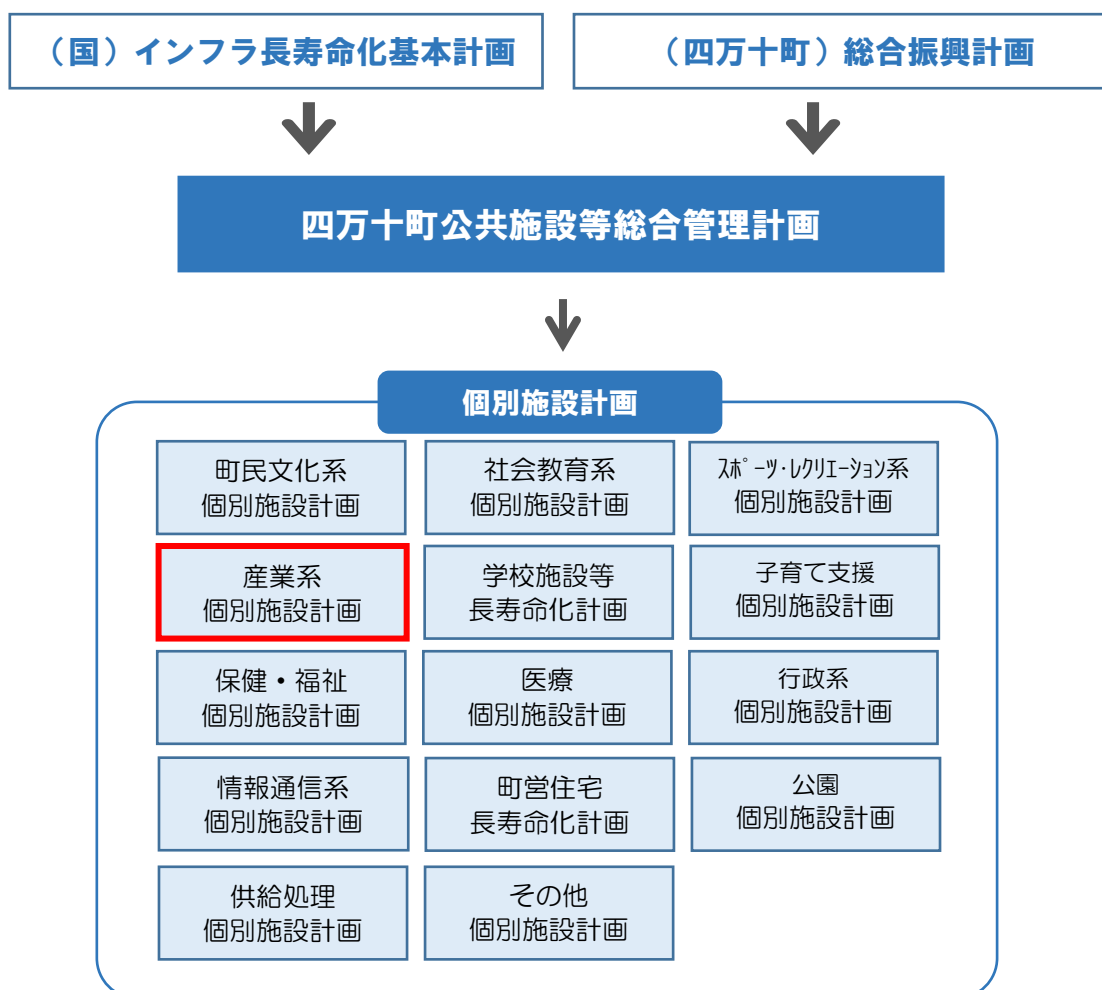 （国）インフラ長寿命化基本計画
（四万十町）総合振興計画
四万十町公共施設等総合管理計画
個別施設計画
町民文化系
個別施設計画
社会教育系
個別施設計画
ｽﾎﾟｰﾂ･ﾚｸﾘｴｰｼｮﾝ系
個別施設計画
産業系
個別施設計画
学校施設等
長寿命化計画
子育て支援
個別施設計画
保健・福祉
個別施設計画
医療
個別施設計画
行政系
個別施設計画
情報通信系
個別施設計画
町営住宅
長寿命化計画
公園
個別施設計画
供給処理
個別施設計画
その他
個別施設計画